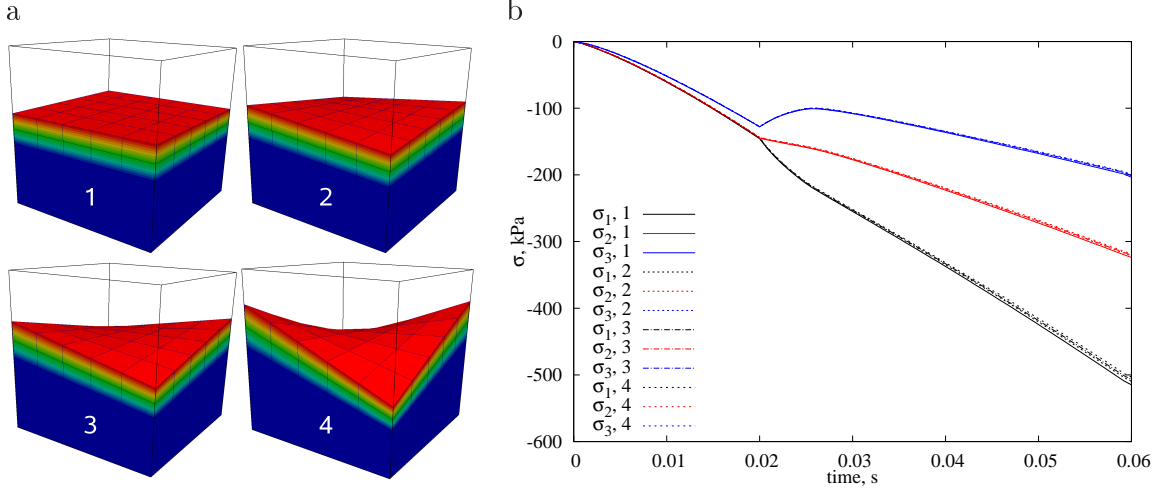 a
1
2
3
4
b
0
-100
-200
-300
-400
-500
-600
σ, kPa
σ1, 1
σ2, 1
σ3, 1
σ1, 2
σ2, 2
σ3, 2
σ1, 3
σ2, 3
σ3, 3
σ1, 4
σ2, 4
σ3, 4
0 0.01 0.02 0.03 0.04 0.05 0.06
time, s